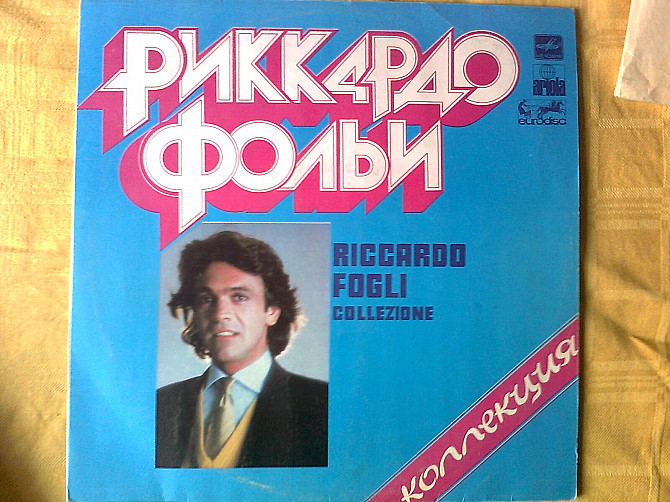 РИККАРДО
ФОЛЬИ
ariola
eurodisc
RICCARDO
FOGLI
COLLEZIONE
КОЛЛЕКЦИЯ